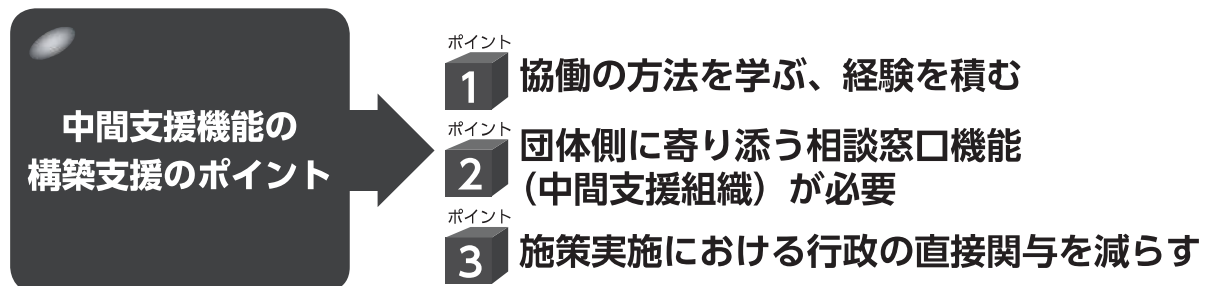 中間支援機能の
構築支援のポイント
ポイント
1
協働の方法を学ぶ、経験を積む
ポイント
2
団体側に寄り添う相談窓口機能
（中間支援組織）が必要
ポイント
3
施策実施における行政の直接関与を減らす